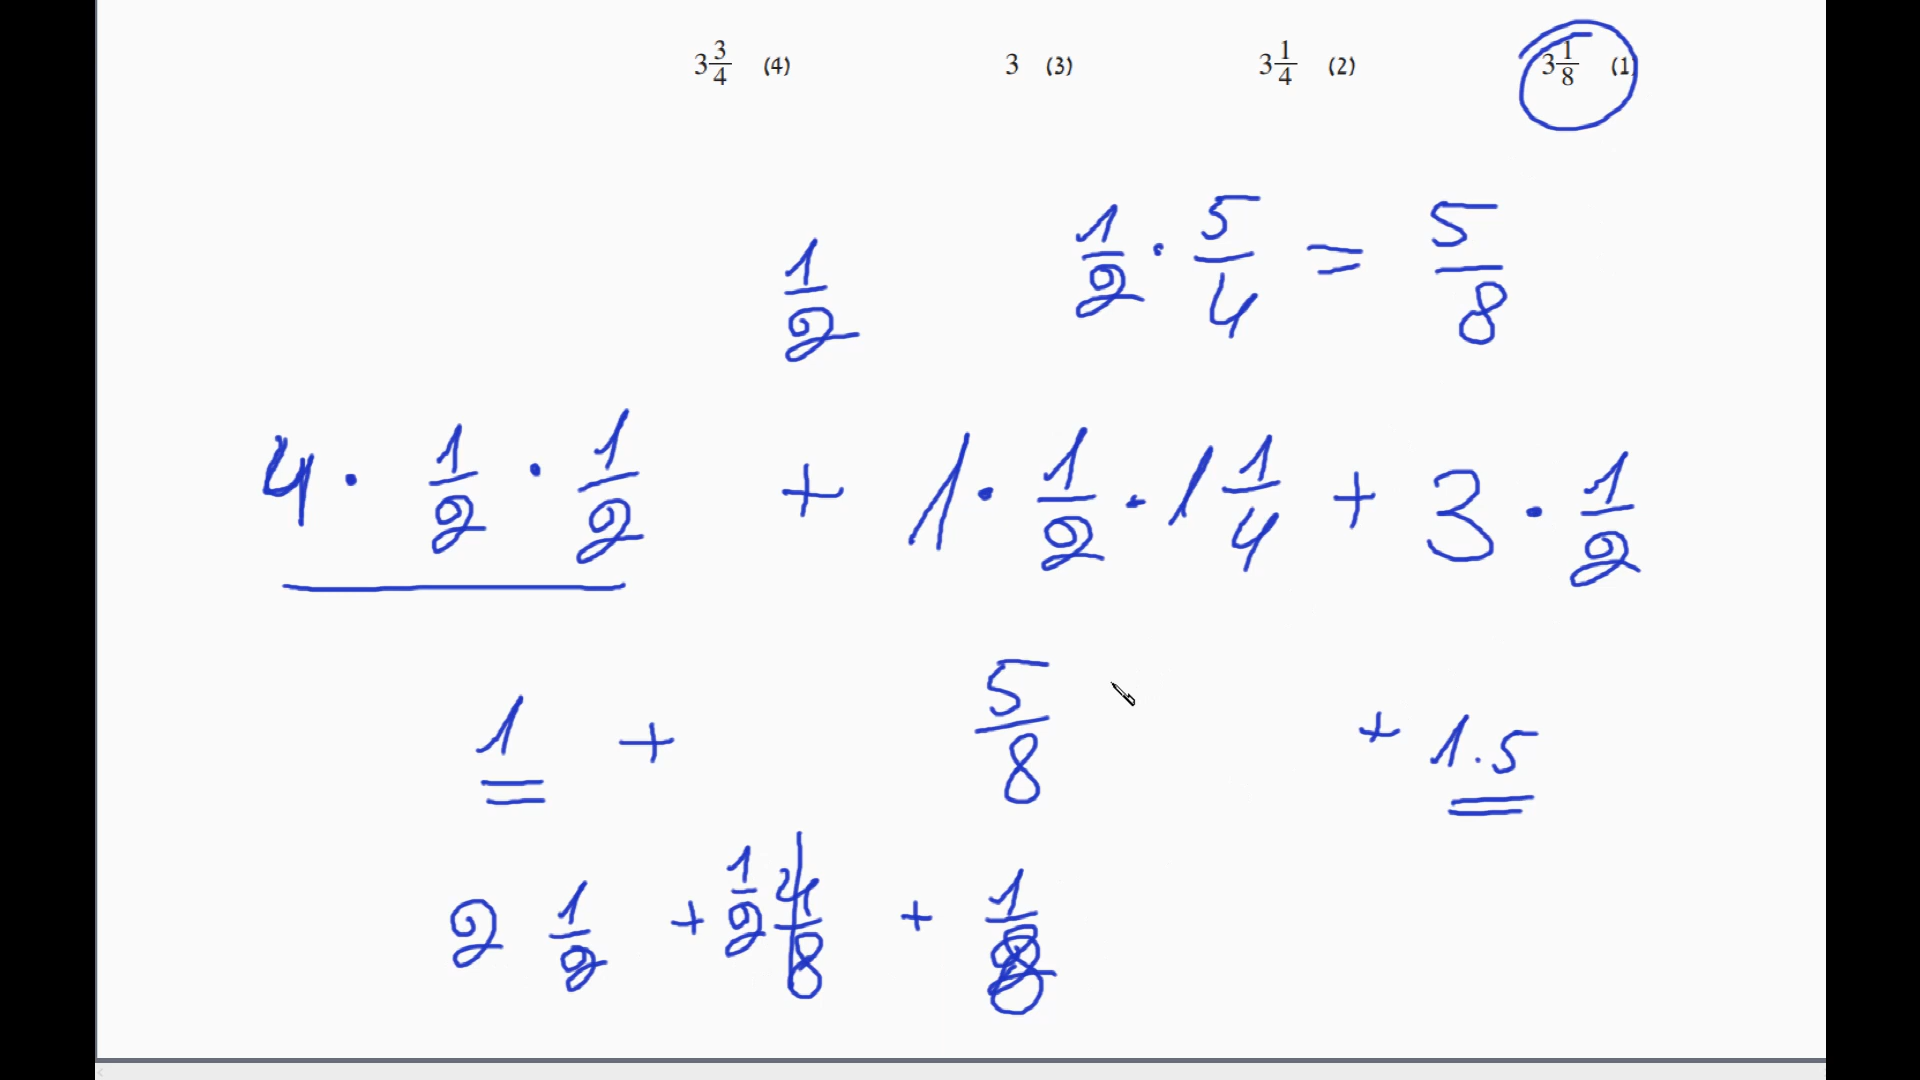 3 3/4 (4) 3 (3) 3 1/4 (2) 3 1/8 (1)
1/2 1/2 · 5/4 = 5/8
4 · 1/2 · 1/2 + 1 · 1/2 · 1 1/4 + 3 · 1/2
1 + 5/8 + 1.5
2 1/2 + 1/2 4/8 + 1/8